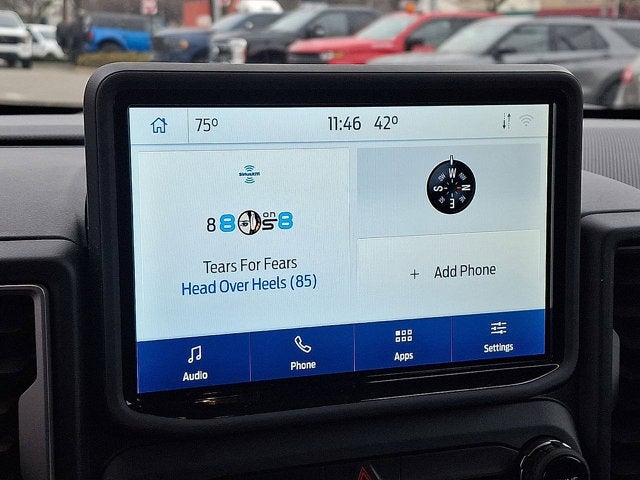 75° 11:46 42°
SiriusXM
8 80s on 8
Tears For Fears
Head Over Heels (85)
W
S N
E
+ Add Phone
Audio Phone Apps Settings